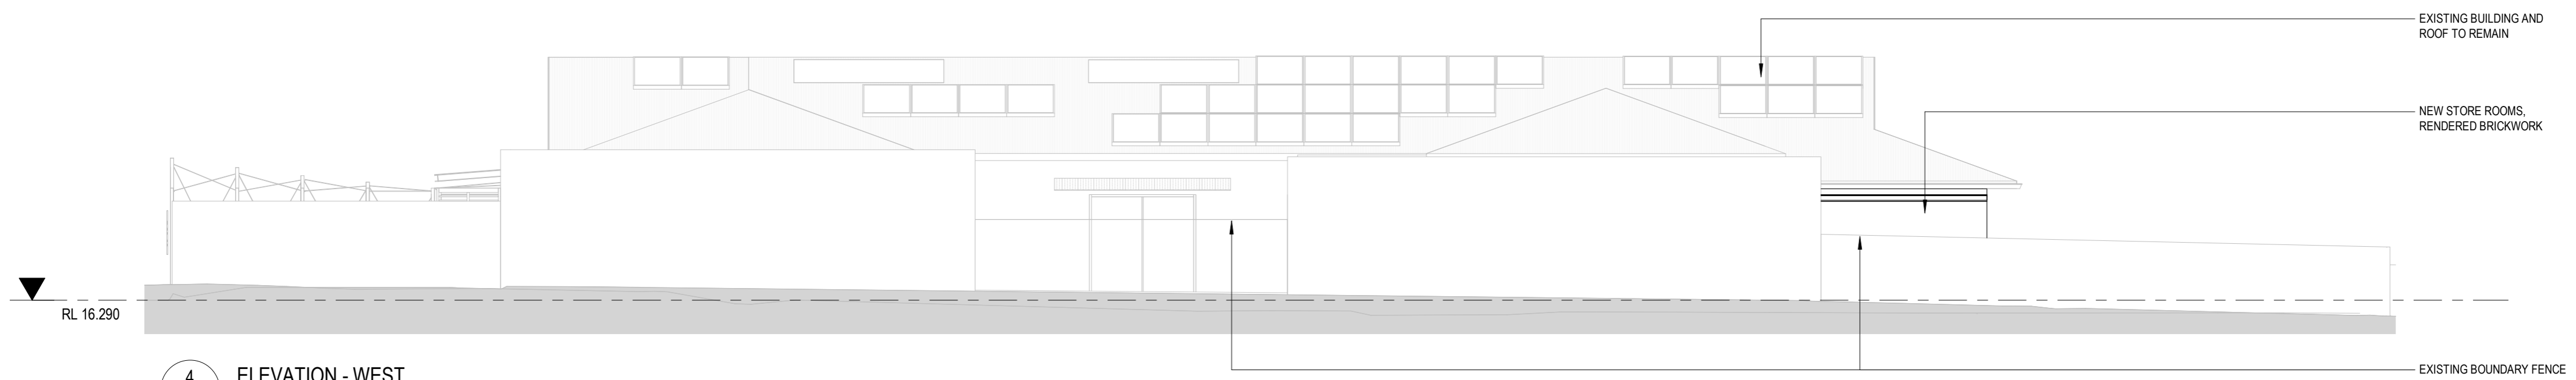 EXISTING BUILDING AND
ROOF TO REMAIN
NEW STORE ROOMS,
RENDERED BRICKWORK
RL 16.290
EXISTING BOUNDARY FENCE
4
ELEVATION - WEST